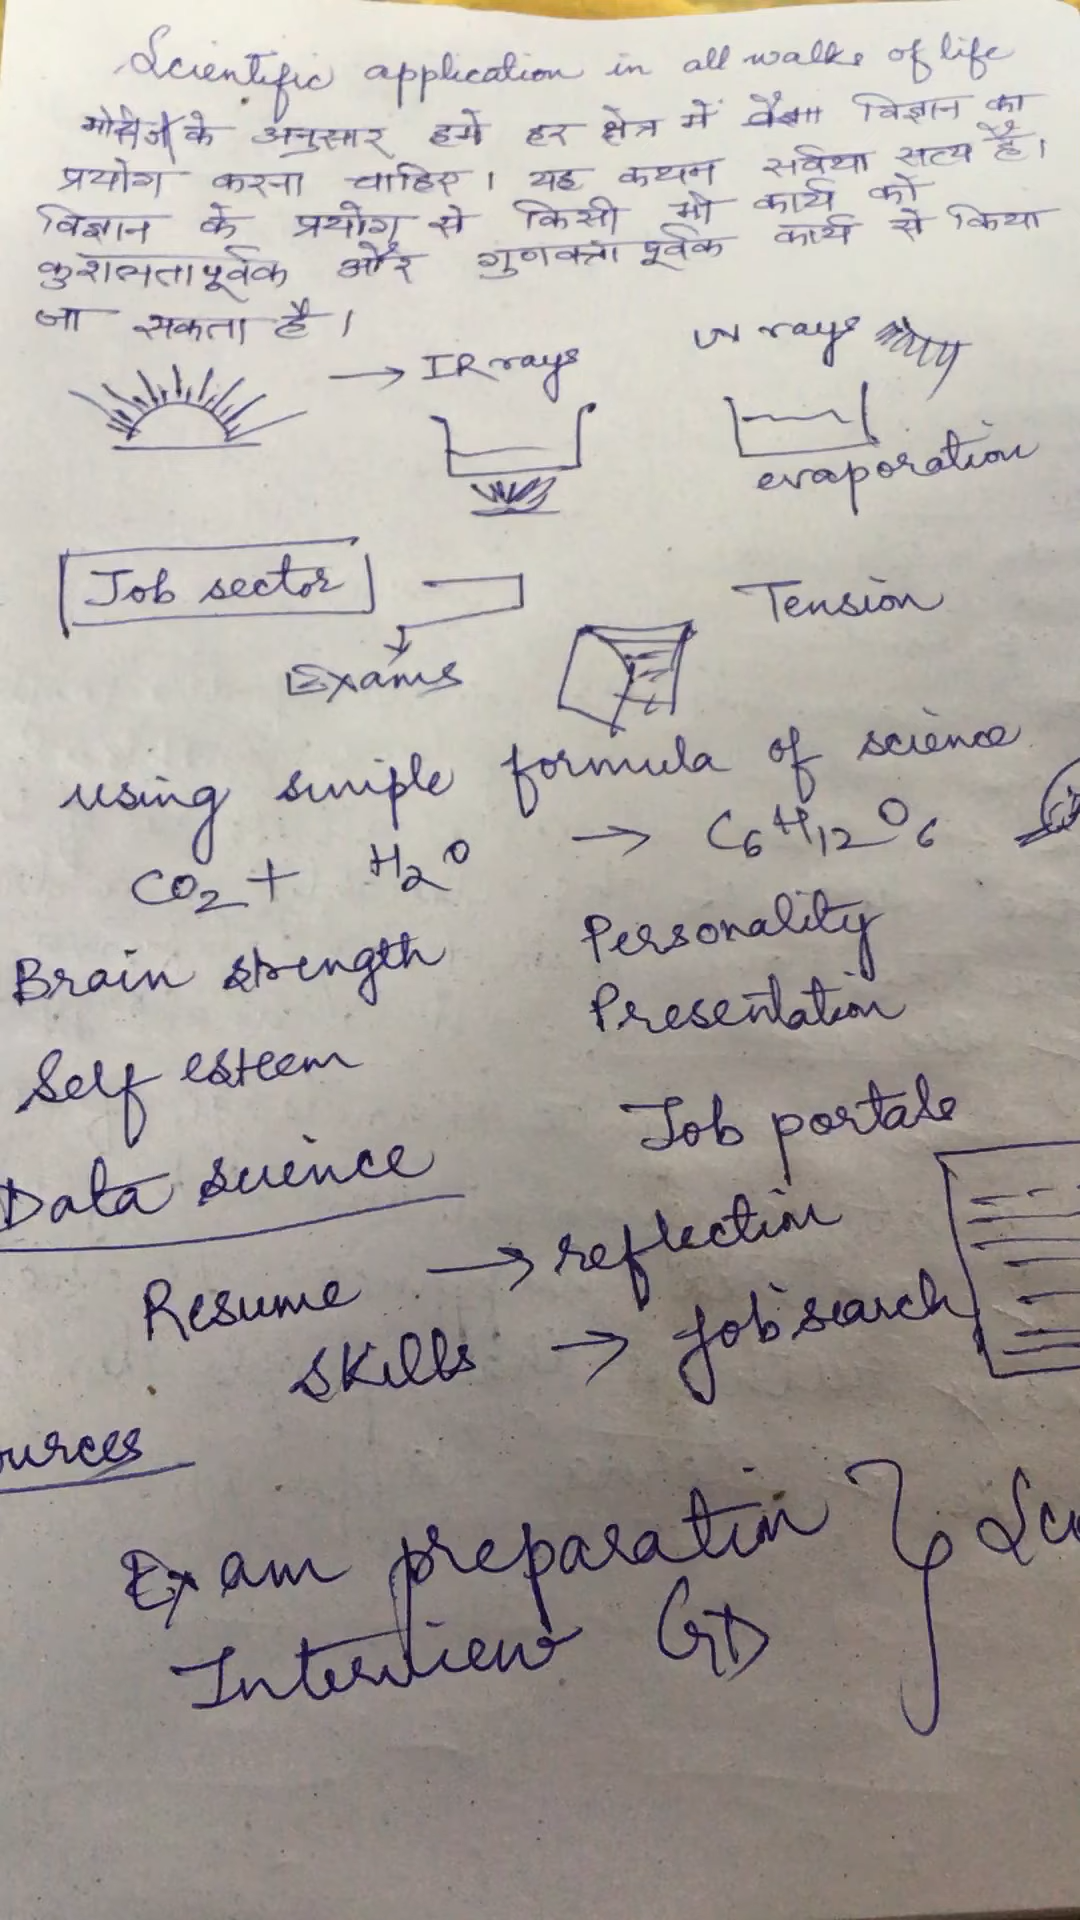 Scientific application in all walks of life
के अनुसार हमें हर क्षेत्र में विज्ञान का
प्रयोग करना चाहिए । यह कथन सर्वथा सत्य है।
विज्ञान के प्रयोग से किसी भी कार्य को
कुशलतापूर्वक और गुणवत्ता पूर्वक कार्य से किया
जा सकता है ।
→ IR rays
UV rays
evaporation
Job sector
Tension
Exams
using simple formula of science
CO2 + H2O → C6H12O6
Brain strength
Personality
Presentation
Self esteem
Job portals
Data science
Resume → reflection
Skills → job search
ources
Exam preparation
Interview GD